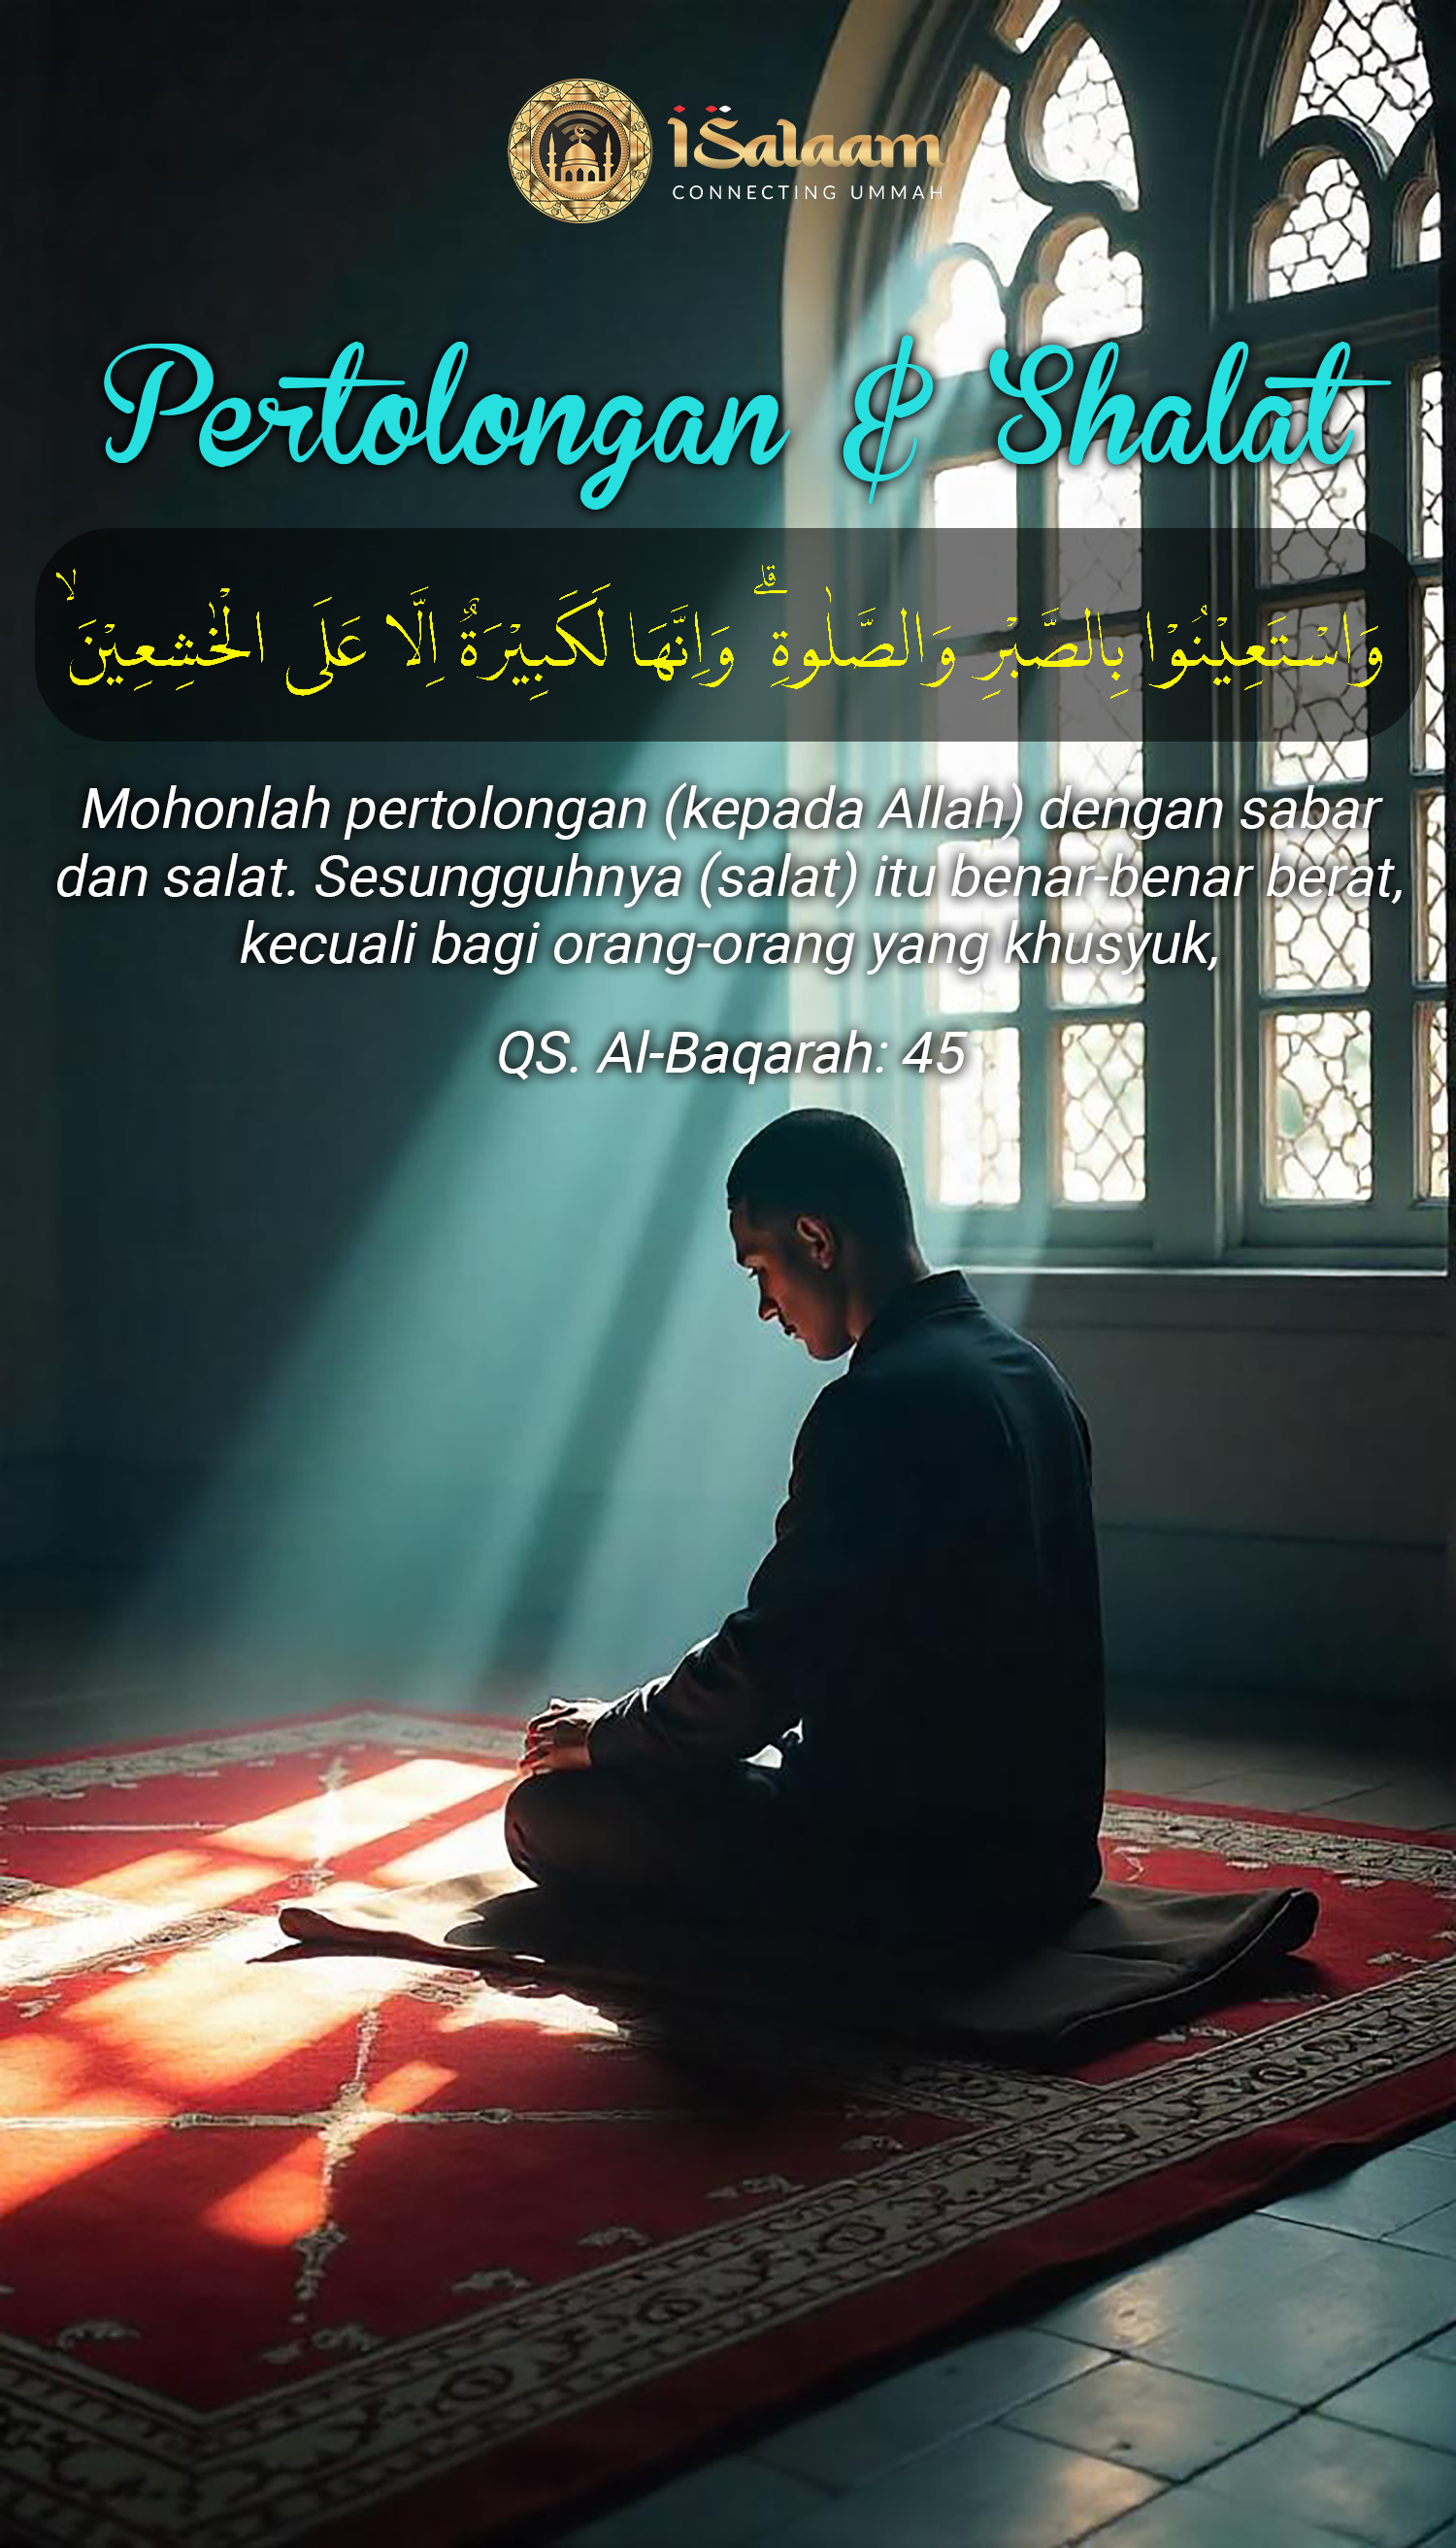 ISalaam
CONNECTING UMMAH
Pertolongan & Shalat
وَاسْتَعِيْنُوْا بِالصَّبْرِ وَالصَّلٰوةِۗ وَاِنَّهَا لَكَبِيْرَةٌ اِلَّا عَلَى الْخٰشِعِيْنَۙ
Mohonlah pertolongan (kepada Allah) dengan sabar
dan salat. Sesungguhnya (salat) itu benar-benar berat,
kecuali bagi orang-orang yang khusyuk,
QS. Al-Baqarah: 45